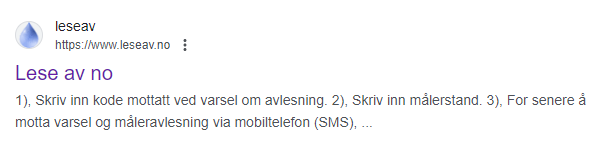 leseav
https://www.leseav.no
Lese av no
1), Skriv inn kode mottatt ved varsel om avlesning. 2), Skriv inn målerstand. 3), For senere å
motta varsel og måleravlesning via mobiltelefon (SMS), ...